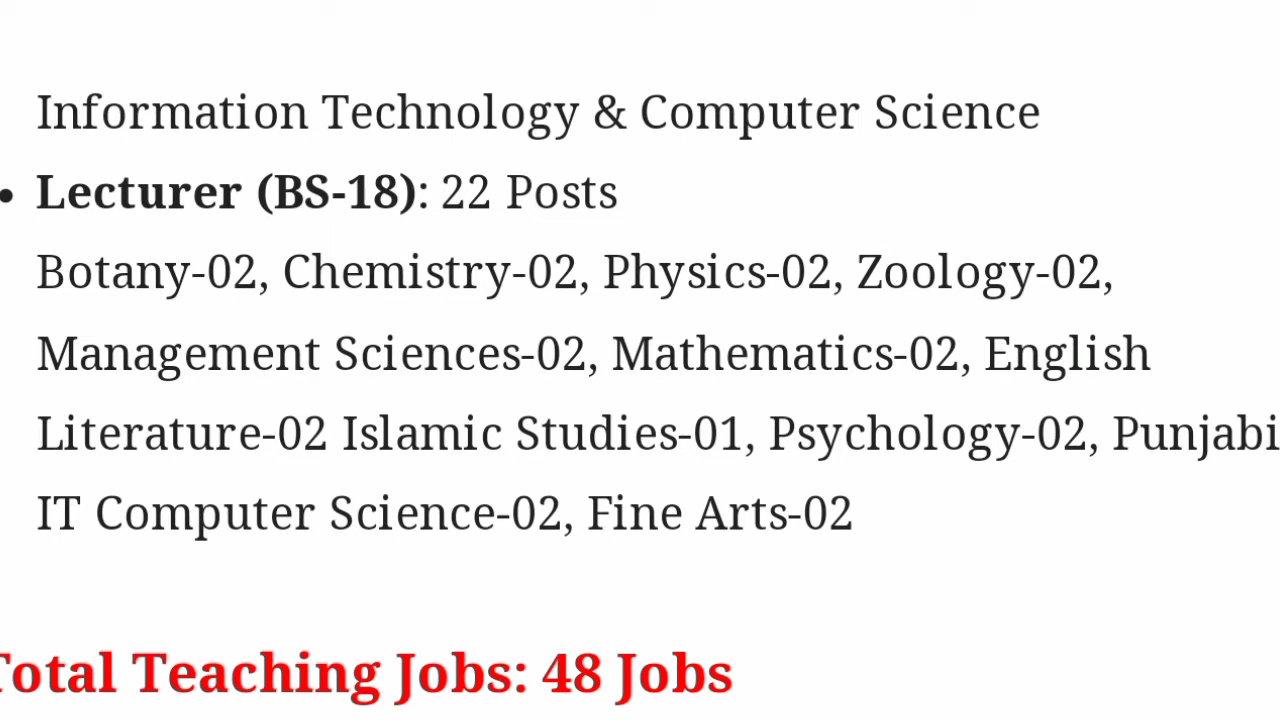 Information Technology & Computer Science
• Lecturer (BS-18): 22 Posts
Botany-02, Chemistry-02, Physics-02, Zoology-02,
Management Sciences-02, Mathematics-02, English
Literature-02 Islamic Studies-01, Psychology-02, Punjabi
IT Computer Science-02, Fine Arts-02
Total Teaching Jobs: 48 Jobs